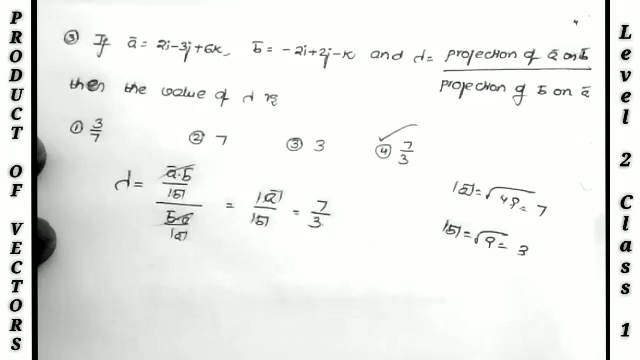 PRODUCT OF VECTORS
③ If ā = 2i-3j+6k, b̄ = -2i+2j-k and λ = projection of ā on b̄ / projection of b̄ on ā
then the value of λ is
① 3/7 ② 7 ③ 3 ④ 7/3
λ = (ā·b̄/|b̄|) / (b̄·ā/|ā|) = |ā|/|b̄| = 7/3
|ā| = √49 = 7
|b̄| = √9 = 3
Level 2 Class 1